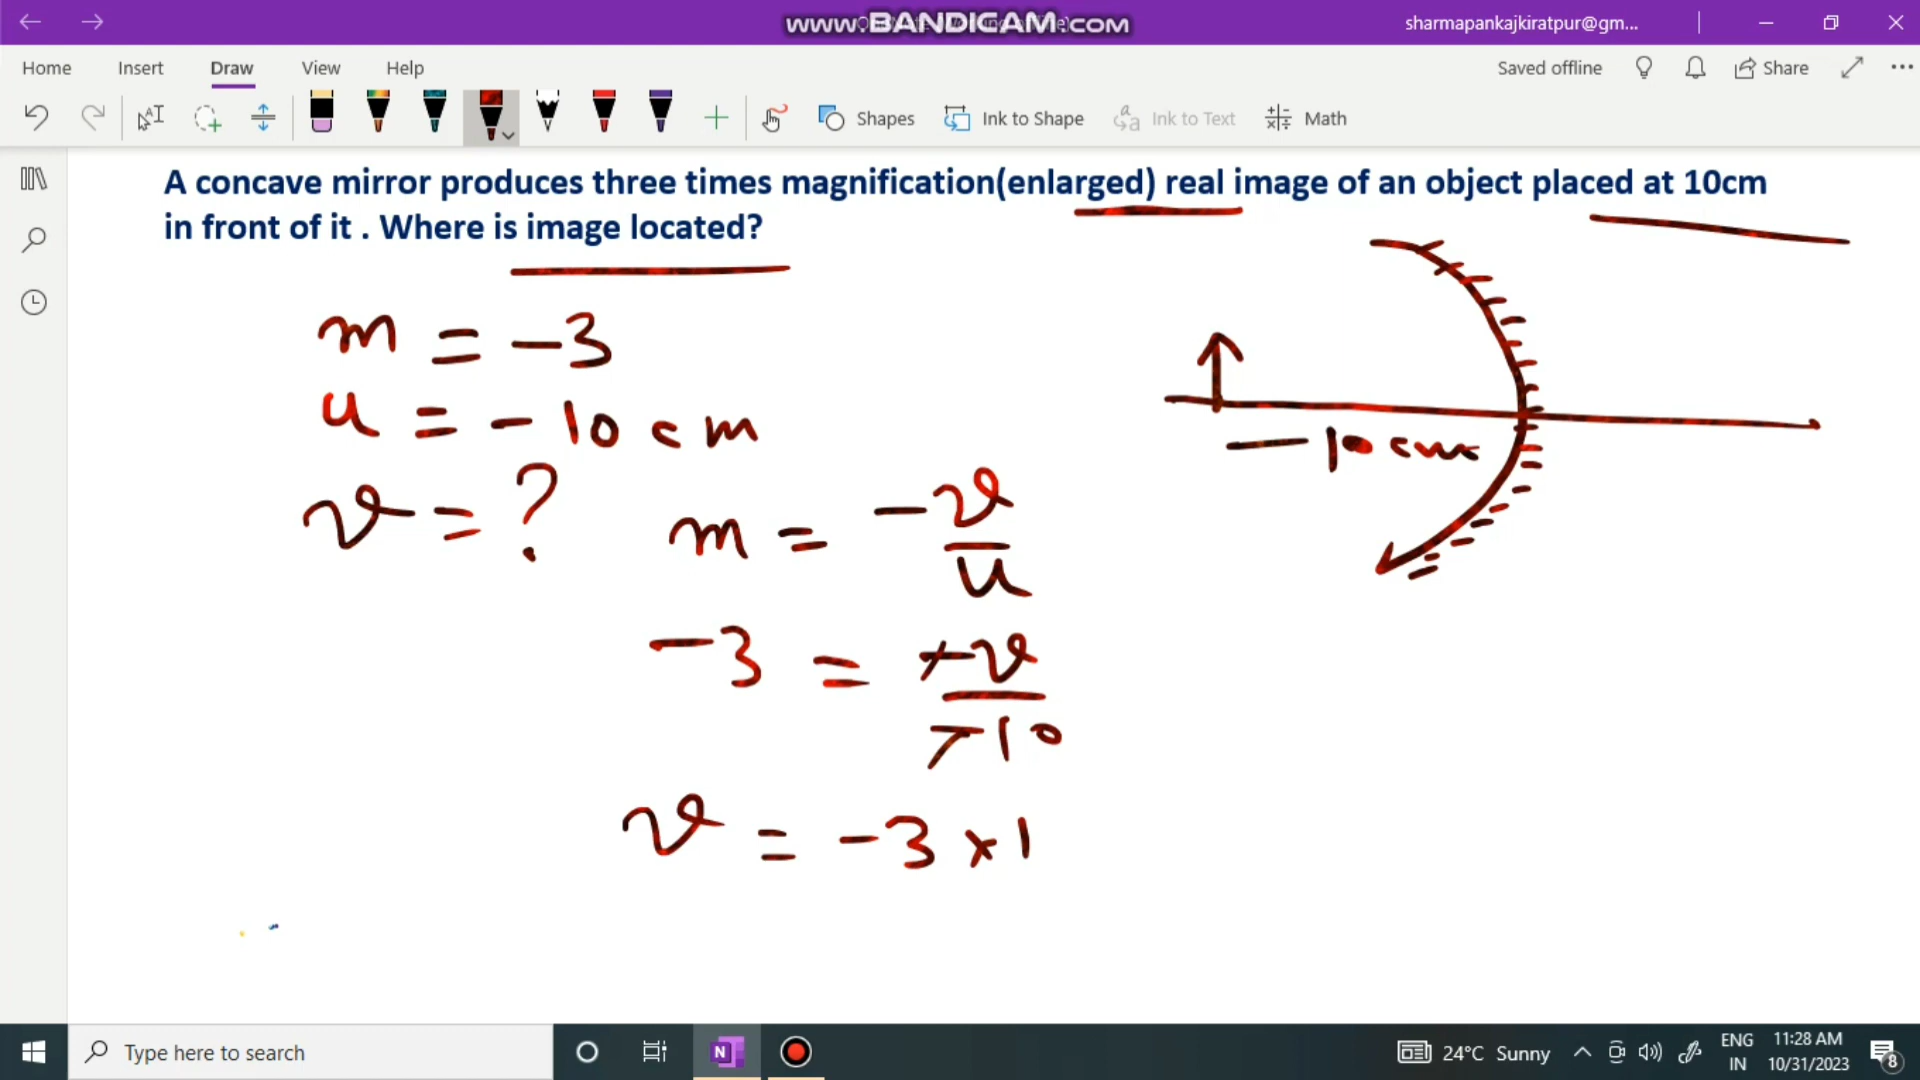 www.BANDICAM.com
sharmapankajkiratpur@gm...
Home Insert Draw View Help
Saved offline
Share
Shapes Ink to Shape Ink to Text Math
A concave mirror produces three times magnification(enlarged) real image of an object placed at 10cm
in front of it . Where is image located?
m = -3
u = - 10 cm
v = ?
m = -v/u
-3 = -v/-10
v = -3 × 1
- 10 cm
Type here to search
N
24°C Sunny
ENG
IN
11:28 AM
10/31/2023
8